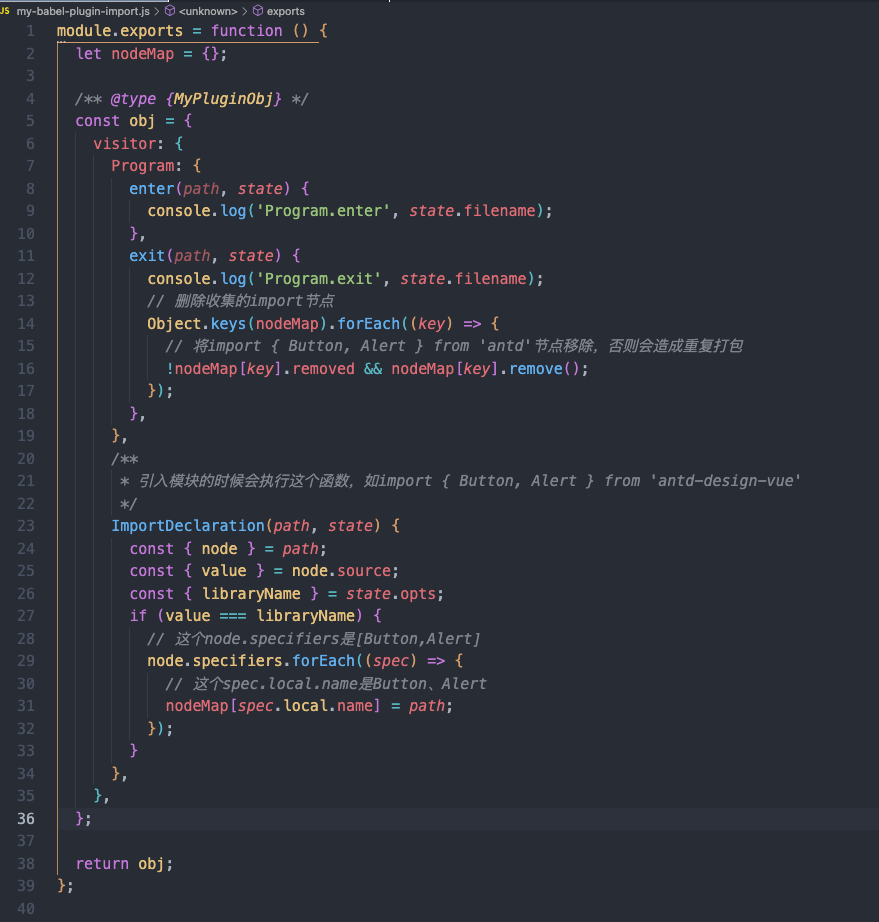 JS my-babel-plugin-import.js > <unknown> > exports
1 module.exports = function () {
2   let nodeMap = {};
3
4   /** @type {MyPluginObj} */
5   const obj = {
6     visitor: {
7       Program: {
8         enter(path, state) {
9           console.log('Program.enter', state.filename);
10         },
11         exit(path, state) {
12           console.log('Program.exit', state.filename);
13           // 删除收集的import节点
14           Object.keys(nodeMap).forEach((key) => {
15             // 将import { Button, Alert } from 'antd'节点移除，否则会造成重复打包
16             !nodeMap[key].removed && nodeMap[key].remove();
17           });
18         },
19       },
20       /**
21        * 引入模块的时候会执行这个函数，如import { Button, Alert } from 'antd-design-vue'
22        */
23       ImportDeclaration(path, state) {
24         const { node } = path;
25         const { value } = node.source;
26         const { libraryName } = state.opts;
27         if (value === libraryName) {
28           // 这个node.specifiers是[Button,Alert]
29           node.specifiers.forEach((spec) => {
30             // 这个spec.local.name是Button、Alert
31             nodeMap[spec.local.name] = path;
32           });
33         }
34       },
35     },
36   };
37
38   return obj;
39 };
40